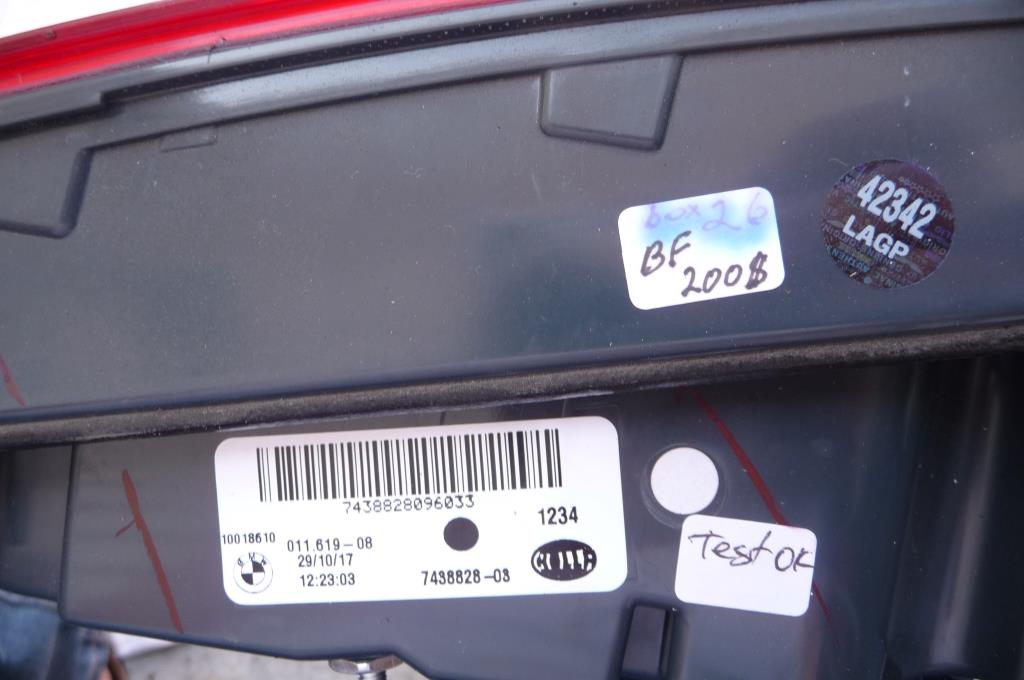 box 26
BF
200$
42342
LAGP
7438828096033
1234
10018610
011.619-08
29/10/17
12:23:03
7438828-03
BMW
Test OK